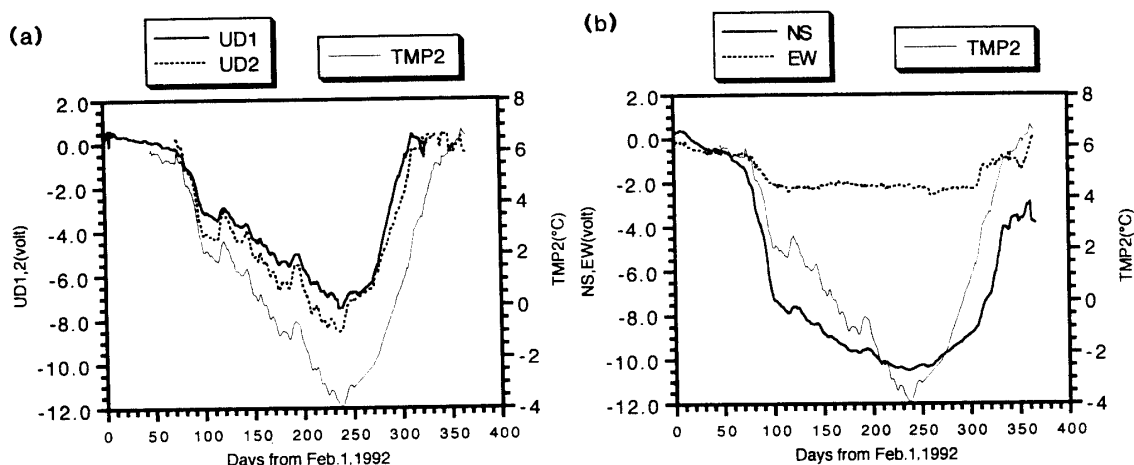 (a)
UD1
UD2
TMP2
2.0
0.0
-2.0
-4.0
-6.0
-8.0
-10.0
-12.0
UD1,2(volt)
8
6
4
2
0
-2
-4
TMP2(°C)
0 50 100 150 200 250 300 350 400
Days from Feb.1,1992
(b)
NS
EW
TMP2
2.0
0.0
-2.0
-4.0
-6.0
-8.0
-10.0
-12.0
NS,EW(volt)
8
6
4
2
0
-2
-4
TMP2(°C)
0 50 100 150 200 250 300 350 400
Days from Feb.1,1992